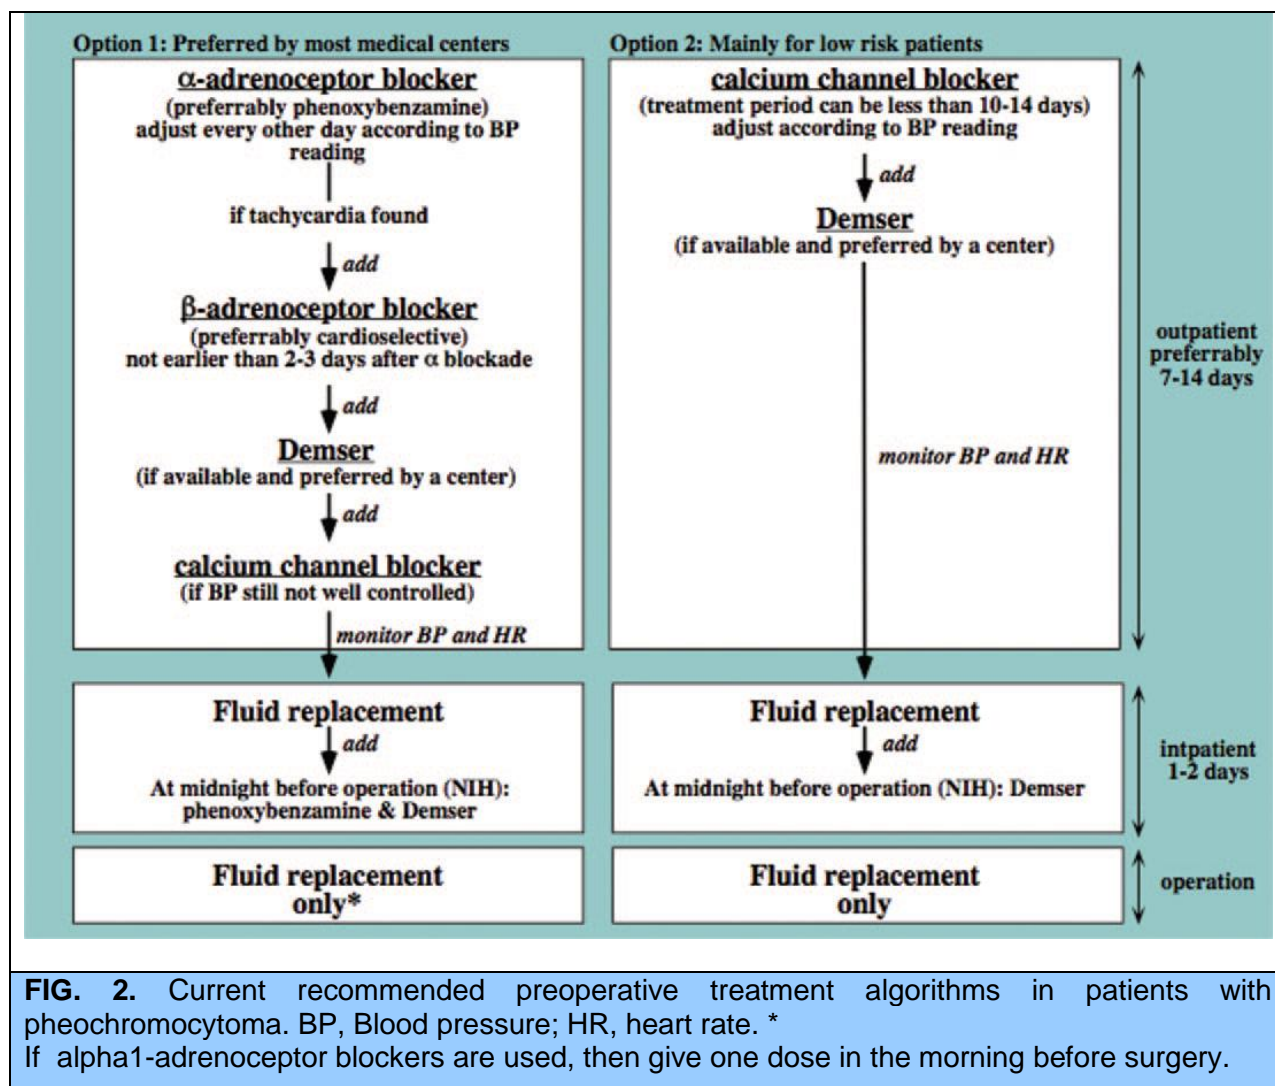 Option 1: Preferred by most medical centers
α-adrenoceptor blocker
(preferrably phenoxybenzamine)
adjust every other day according to BP
reading
if tachycardia found
add
β-adrenoceptor blocker
(preferrably cardioselective)
not earlier than 2-3 days after α blockade
add
Demser
(if available and preferred by a center)
add
calcium channel blocker
(if BP still not well controlled)
monitor BP and HR
Fluid replacement
add
At midnight before operation (NIH):
phenoxybenzamine & Demser
Fluid replacement
only*
Option 2: Mainly for low risk patients
calcium channel blocker
(treatment period can be less than 10-14 days)
adjust according to BP reading
add
Demser
(if available and preferred by a center)
monitor BP and HR
Fluid replacement
add
At midnight before operation (NIH): Demser
Fluid replacement
only
outpatient
preferrably
7-14 days
intpatient
1-2 days
operation
FIG. 2. Current recommended preoperative treatment algorithms in patients with
pheochromocytoma. BP, Blood pressure; HR, heart rate. *
If alpha1-adrenoceptor blockers are used, then give one dose in the morning before surgery.